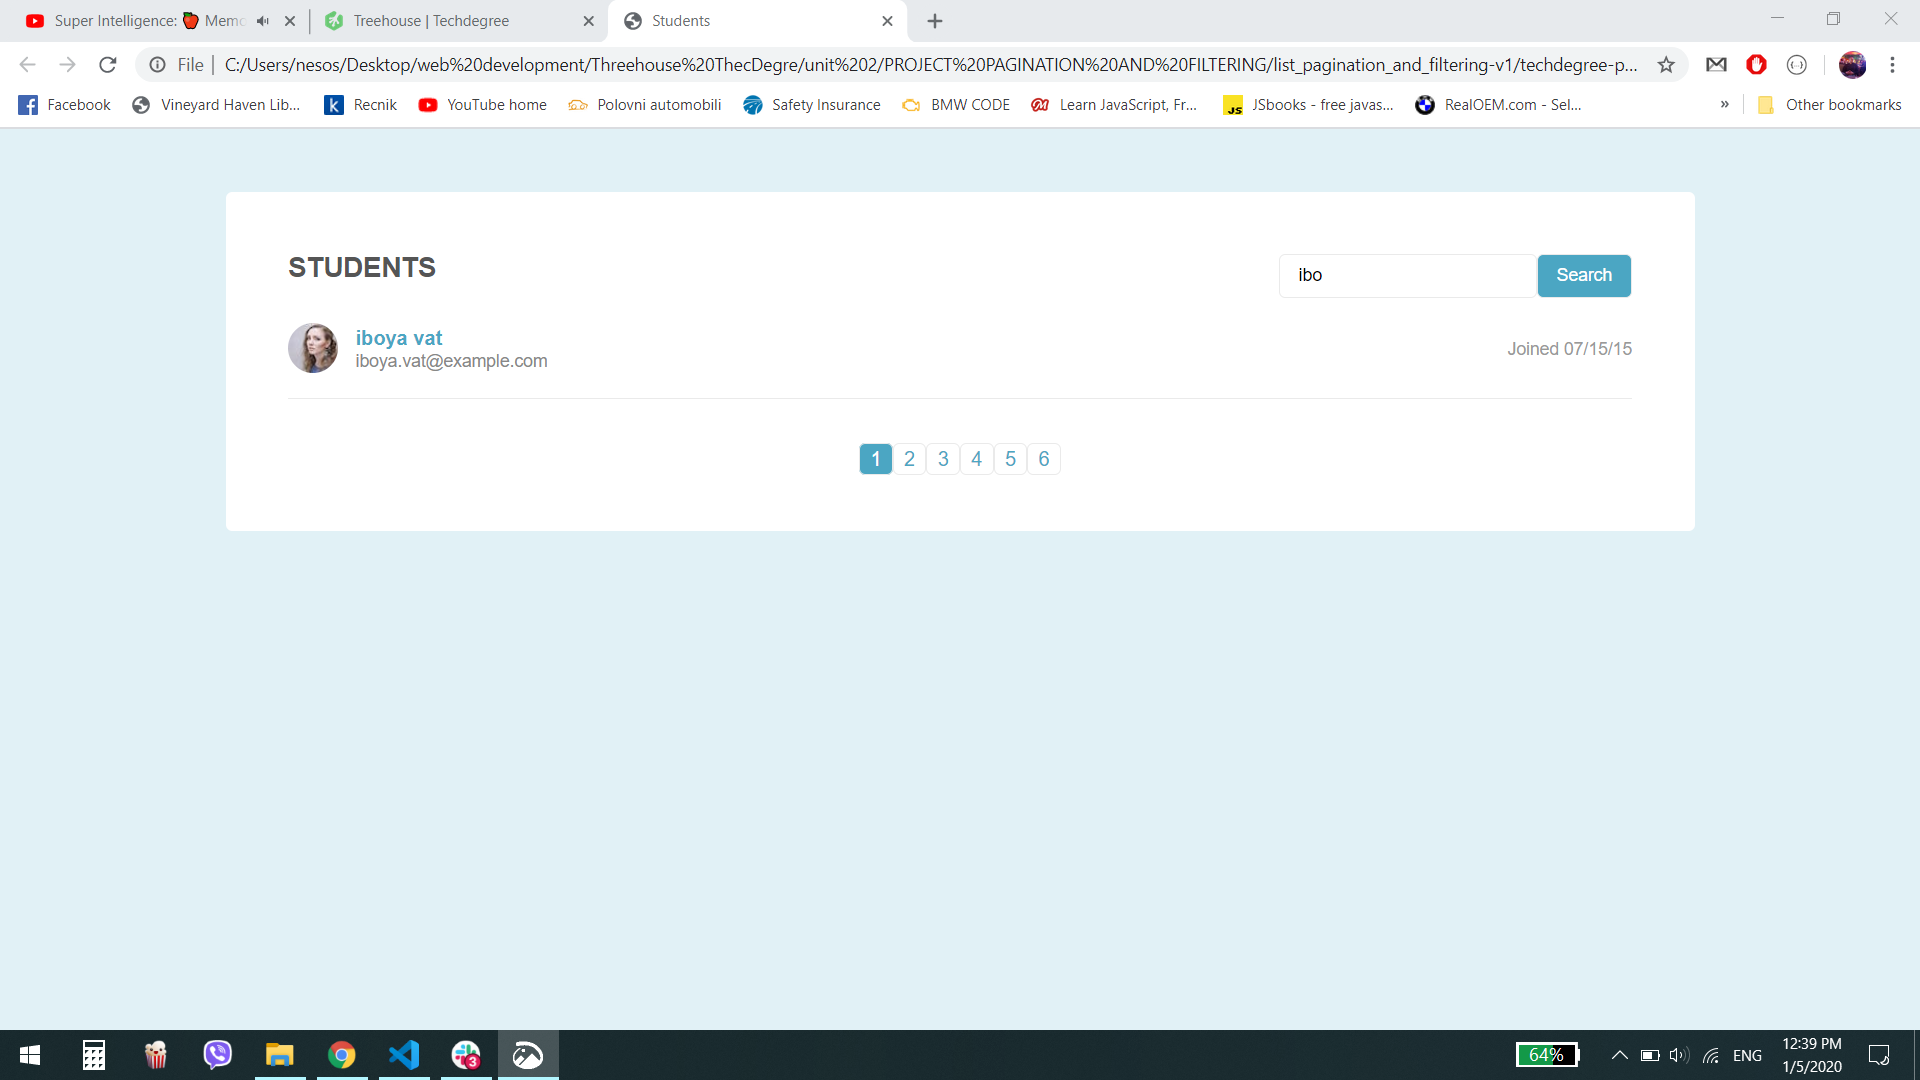 Super Intelligence: 🍎 Memo
Treehouse | Techdegree
Students
File
C:/Users/nesos/Desktop/web%20development/Threehouse%20ThecDegre/unit%202/PROJECT%20PAGINATION%20AND%20FILTERING/list_pagination_and_filtering-v1/techdegree-p...
Facebook
Vineyard Haven Lib...
k Recnik
YouTube home
Polovni automobili
Safety Insurance
BMW CODE
Learn JavaScript, Fr...
JS JSbooks - free javas...
RealOEM.com - Sel...
»
Other bookmarks
STUDENTS
ibo
Search
iboya vat
iboya.vat@example.com
Joined 07/15/15
1 2 3 4 5 6
3
64%
ENG
12:39 PM
1/5/2020